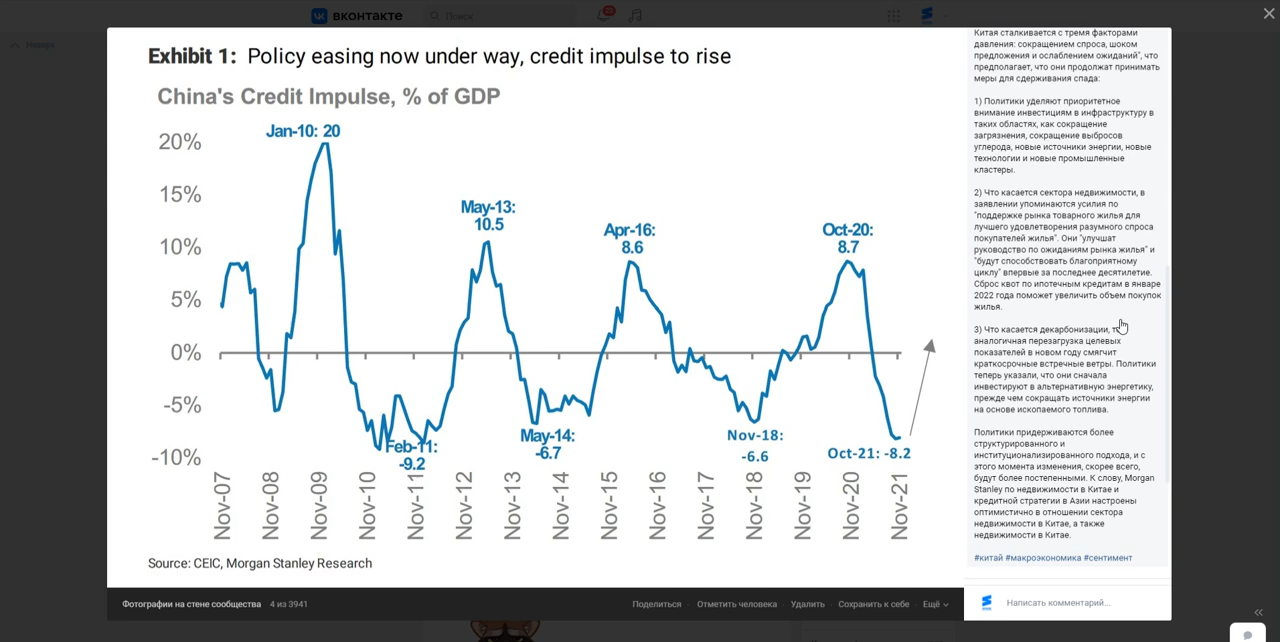 вконтакте
Поиск
Назад
Exhibit 1: Policy easing now under way, credit impulse to rise
China's Credit Impulse, % of GDP
20%
15%
10%
5%
0%
-5%
-10%
Jan-10: 20
May-13:
10.5
Apr-16:
8.6
Oct-20:
8.7
Feb-11:
-9.2
May-14:
-6.7
Nov-18:
-6.6
Oct-21: -8.2
Nov-07
Nov-08
Nov-09
Nov-10
Nov-11
Nov-12
Nov-13
Nov-14
Nov-15
Nov-16
Nov-17
Nov-18
Nov-19
Nov-20
Nov-21
Source: CEIC, Morgan Stanley Research
Китая сталкивается с тремя факторами
давления: сокращением спроса, шоком
предложения и ослаблением ожиданий", что
предполагает, что они продолжат принимать
меры для сдерживания спада:
1) Политики уделяют приоритетное
внимание инвестициям в инфраструктуру в
таких областях, как сокращение
загрязнения, сокращение выбросов
углерода, новые источники энергии, новые
технологии и новые промышленные
кластеры.
2) Что касается сектора недвижимости, в
заявлении упоминаются усилия по
"поддержке рынка товарного жилья для
лучшего удовлетворения разумного спроса
покупателей жилья". Они "улучшат
руководство по ожиданиям рынка жилья" и
"будут способствовать благоприятному
циклу" впервые за последнее десятилетие.
Сброс квот по ипотечным кредитам в январе
2022 года поможет увеличить объем покупок
жилья.
3) Что касается декарбонизации,
аналогичная перезагрузка целевых
показателей в новом году смягчит
краткосрочные встречные ветры. Политики
теперь указали, что они сначала
инвестируют в альтернативную энергетику,
прежде чем сокращать источники энергии
на основе ископаемого топлива.
Политики придерживаются более
структурированного и
институционализированного подхода, и с
этого момента изменения, скорее всего,
будут более постепенными. К слову, Morgan
Stanley по недвижимости в Китае и
кредитной стратегии в Азии настроены
оптимистично в отношении сектора
недвижимости в Китае, а также
недвижимости в Китае.
#китай #макроэкономика #сентимент
Фотографии на стене сообщества 4 из 3941
Поделиться Отметить человека Удалить Сохранить к себе Ещё
Написать комментарий...